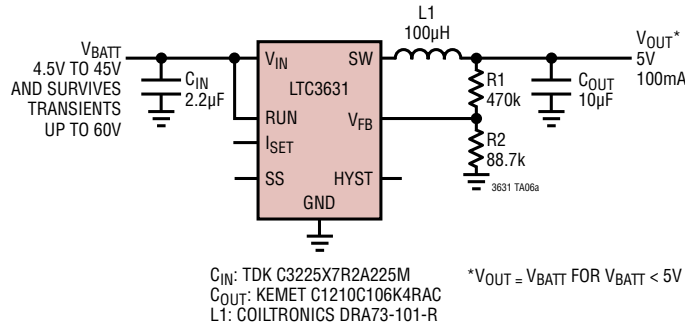 L1
100µH
VBATT
4.5V TO 45V
AND SURVIVES
TRANSIENTS
UP TO 60V
CIN
2.2µF
VIN
SW
LTC3631
RUN
VFB
ISET
SS
HYST
GND
R1
470k
R2
88.7k
COUT
10µF
VOUT*
5V
100mA
3631 TA06a
CIN: TDK C3225X7R2A225M
COUT: KEMET C1210C106K4RAC
L1: COILTRONICS DRA73-101-R
*VOUT = VBATT FOR VBATT < 5V